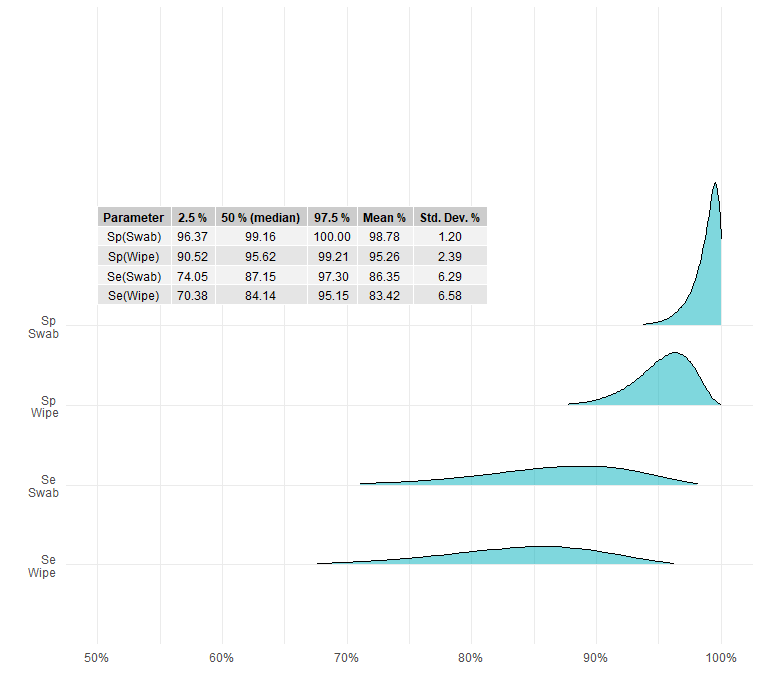 Parameter 2.5 % 50 % (median) 97.5 % Mean % Std. Dev. %
Sp(Swab) 96.37 99.16 100.00 98.78 1.20
Sp(Wipe) 90.52 95.62 99.21 95.26 2.39
Se(Swab) 74.05 87.15 97.30 86.35 6.29
Se(Wipe) 70.38 84.14 95.15 83.42 6.58
Sp
Swab
Sp
Wipe
Se
Swab
Se
Wipe
50% 60% 70% 80% 90% 100%